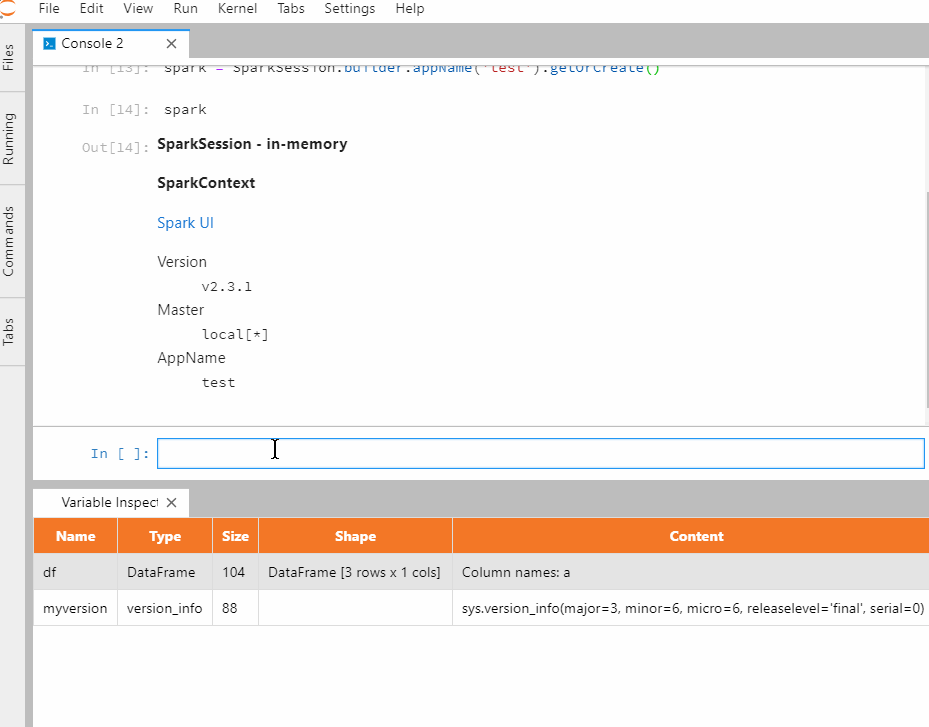 File Edit View Run Kernel Tabs Settings Help
Files
Running
Commands
Tabs
Console 2
In [13]: spark = SparkSession.builder.appName('test').getOrCreate()
In [14]: spark
Out[14]: SparkSession - in-memory
SparkContext
Spark UI
Version
v2.3.1
Master
local[*]
AppName
test
In [ ]:
Variable Inspect
Name Type Size Shape Content
df DataFrame 104 DataFrame [3 rows x 1 cols] Column names: a
myversion version_info 88 sys.version_info(major=3, minor=6, micro=6, releaselevel='final', serial=0)